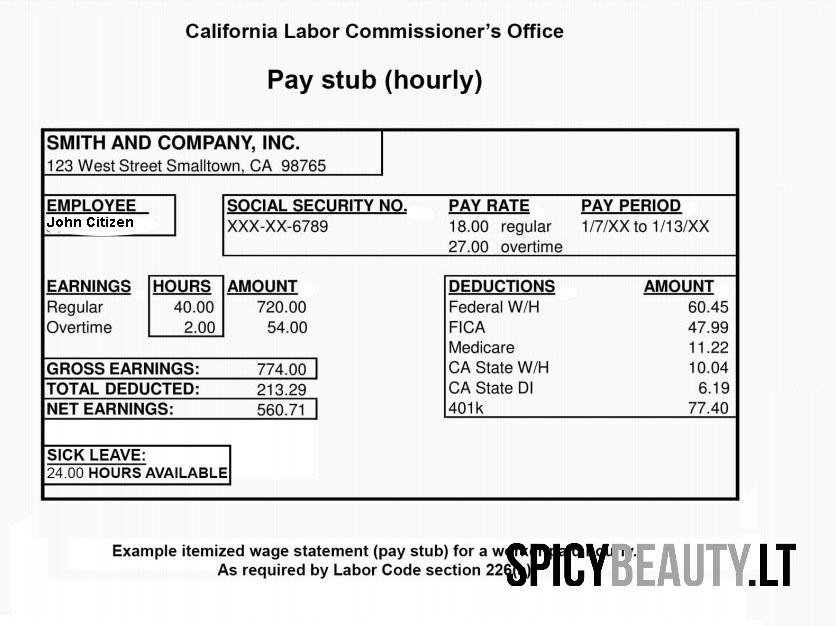 California Labor Commissioner's Office
Pay stub (hourly)
SMITH AND COMPANY, INC.
123 West Street Smalltown, CA 98765
EMPLOYEE SOCIAL SECURITY NO. PAY RATE PAY PERIOD
John Citizen XXX-XX-6789 18.00 regular 1/7/XX to 1/13/XX
27.00 overtime
EARNINGS HOURS AMOUNT DEDUCTIONS AMOUNT
Regular 40.00 720.00 Federal W/H 60.45
Overtime 2.00 54.00 FICA 47.99
Medicare 11.22
GROSS EARNINGS: 774.00 CA State W/H 10.04
TOTAL DEDUCTED: 213.29 CA State DI 6.19
NET EARNINGS: 560.71 401k 77.40
SICK LEAVE:
24.00 HOURS AVAILABLE
Example itemized wage statement (pay stub) for a
As required by Labor Code section 226
SPICYBEAUTY.LT